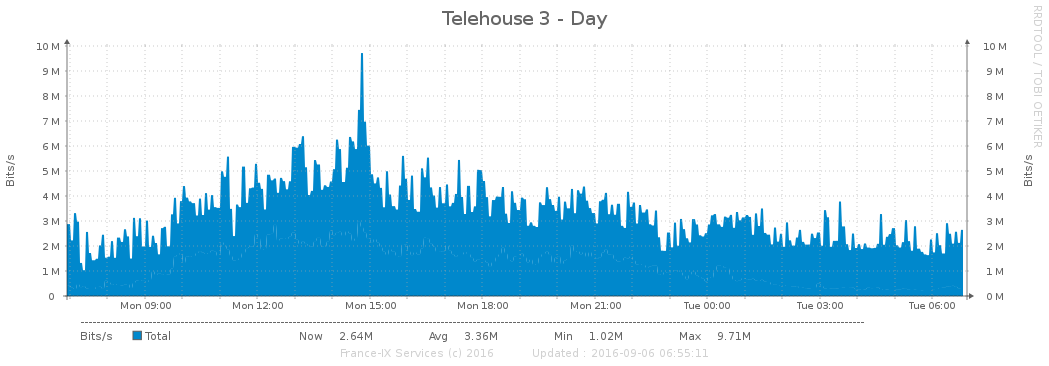 Telehouse 3 - Day
RRDTOOL / TOBI OETIKER
10 M 10 M
9 M 9 M
8 M 8 M
7 M 7 M
6 M 6 M
5 M 5 M
4 M 4 M
3 M 3 M
2 M 2 M
1 M 1 M
0 0 M
Bits/s
Bits/s
Mon 09:00 Mon 12:00 Mon 15:00 Mon 18:00 Mon 21:00 Tue 00:00 Tue 03:00 Tue 06:00
Bits/s Total Now 2.64M Avg 3.36M Min 1.02M Max 9.71M
France-IX Services (c) 2016 Updated : 2016-09-06 06:55:11